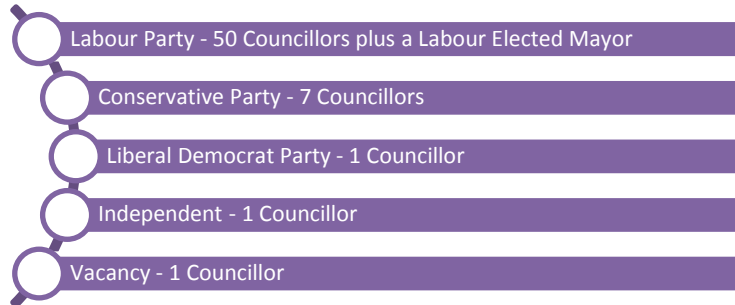 Labour Party - 50 Councillors plus a Labour Elected Mayor
Conservative Party - 7 Councillors
Liberal Democrat Party - 1 Councillor
Independent - 1 Councillor
Vacancy - 1 Councillor